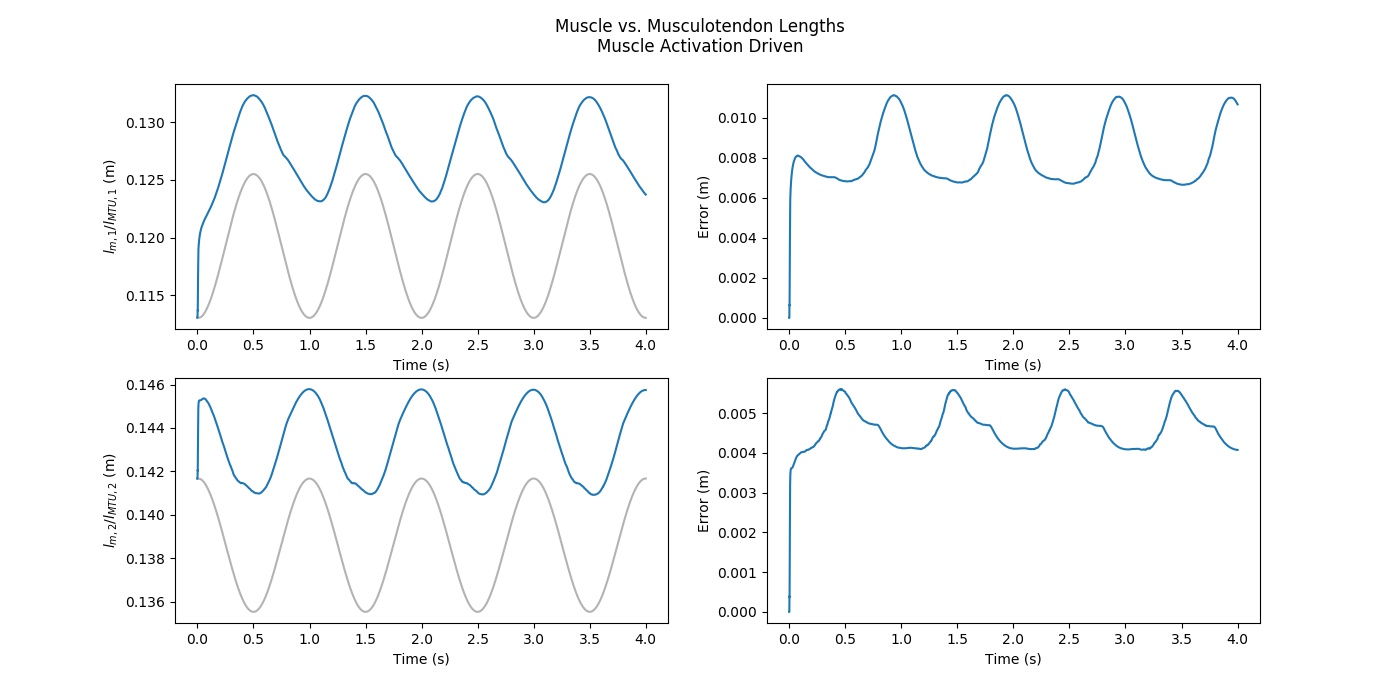 Muscle vs. Musculotendon Lengths
Muscle Activation Driven
l_{m,1}/l_{MTU,1} (m)
0.130
0.125
0.120
0.115
0.0 0.5 1.0 1.5 2.0 2.5 3.0 3.5 4.0
Time (s)
Error (m)
0.010
0.008
0.006
0.004
0.002
0.000
0.0 0.5 1.0 1.5 2.0 2.5 3.0 3.5 4.0
Time (s)
l_{m,2}/l_{MTU,2} (m)
0.146
0.144
0.142
0.140
0.138
0.136
0.0 0.5 1.0 1.5 2.0 2.5 3.0 3.5 4.0
Time (s)
Error (m)
0.005
0.004
0.003
0.002
0.001
0.000
0.0 0.5 1.0 1.5 2.0 2.5 3.0 3.5 4.0
Time (s)